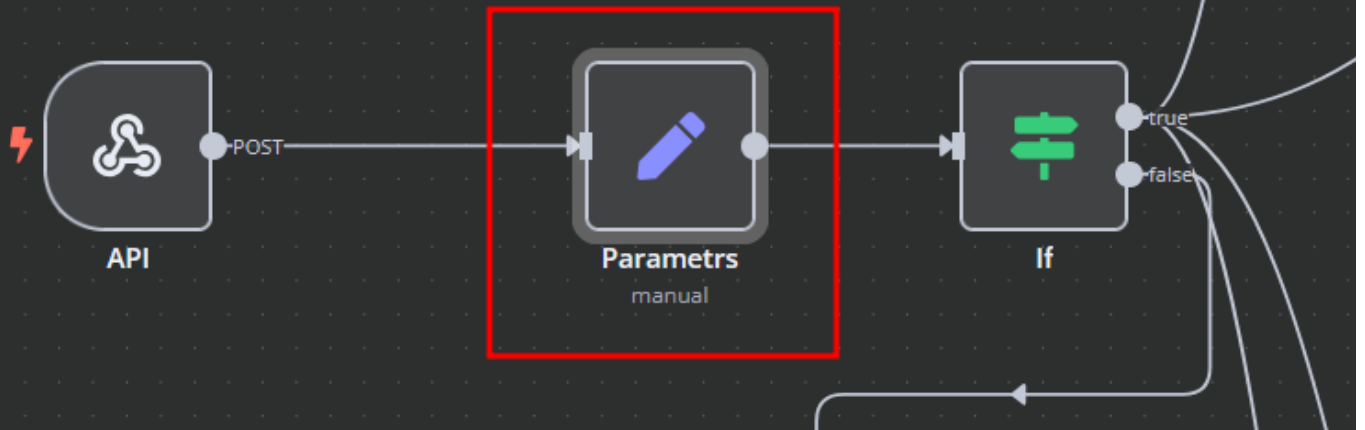 POST
true
false
API
Parametrs
If
manual